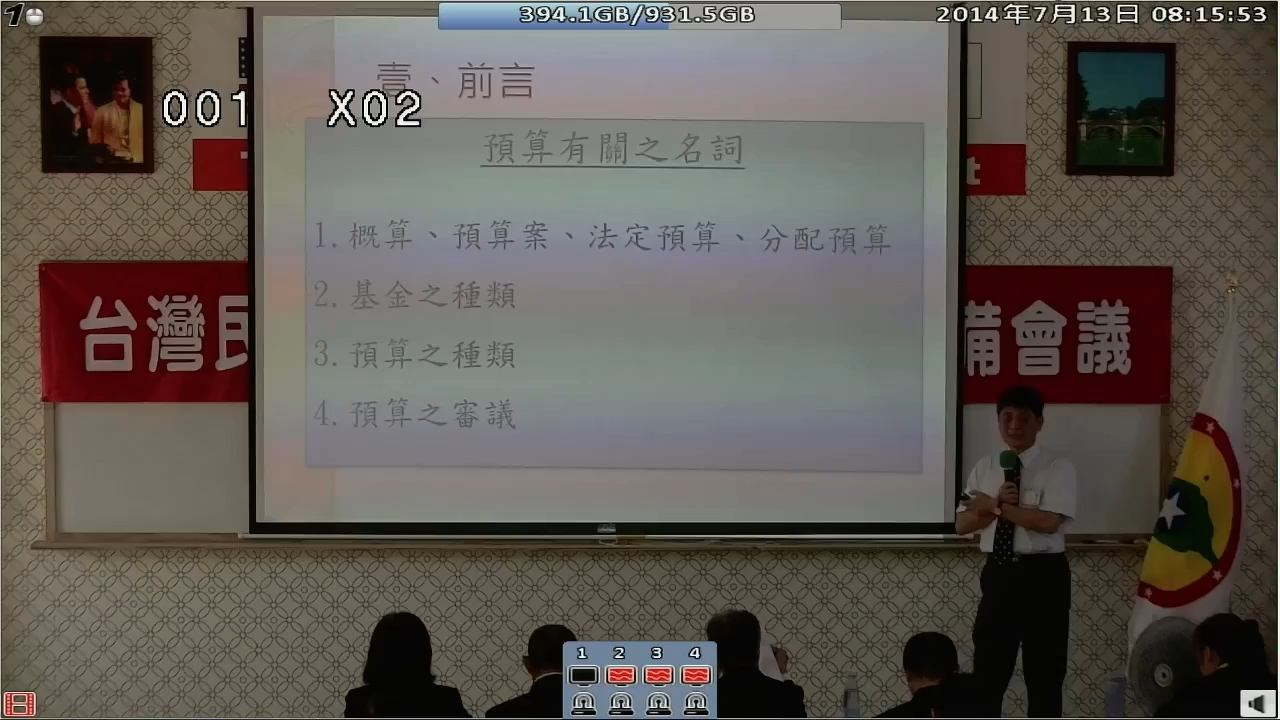 1
394.1GB/931.5GB
2014年7月13日 08:15:53
001
X02
壹、前言
預算有關之名詞
1.概算、預算案、法定預算、分配預算
2.基金之種類
3.預算之種類
4.預算之審議
t
台灣民
備會議
1 2 3 4